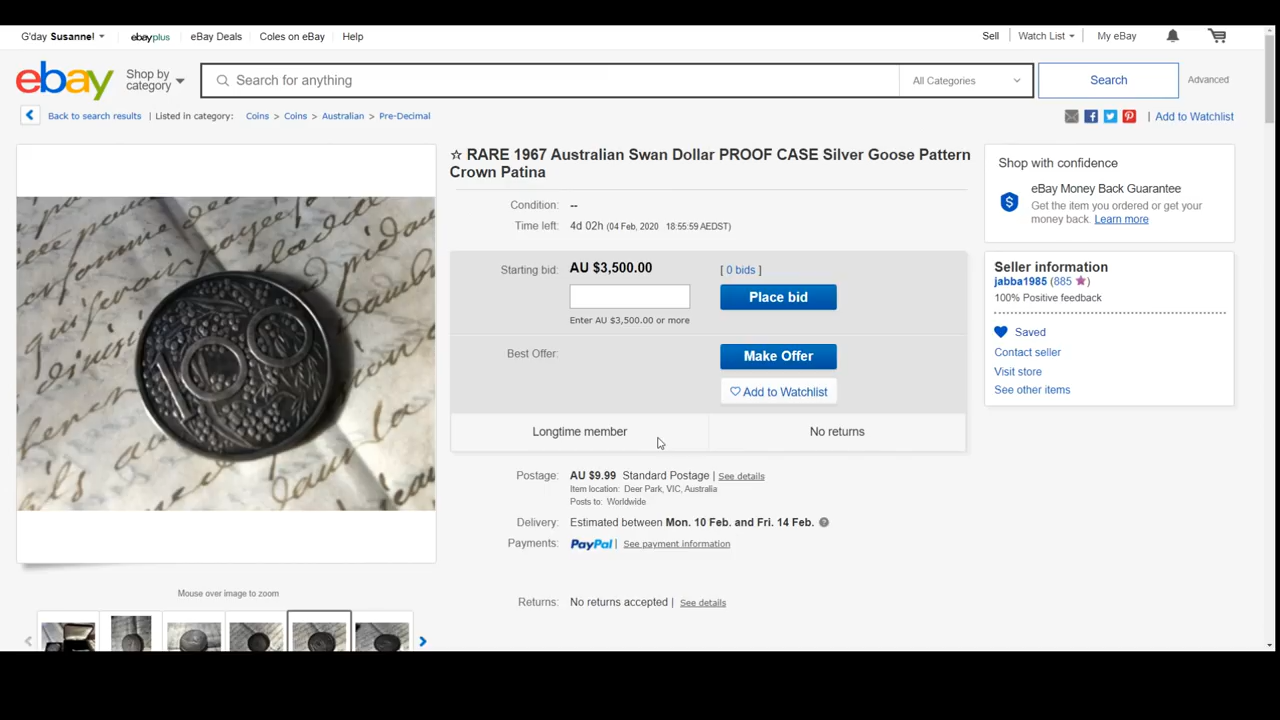 G'day Susanne!
ebayplus
eBay Deals
Coles on eBay
Help
Sell
Watch List
My eBay
ebay
Shop by category
Search for anything
All Categories
Search
Advanced
Back to search results
Listed in category:
Coins > Coins > Australian > Pre-Decimal
Add to Watchlist
☆ RARE 1967 Australian Swan Dollar PROOF CASE Silver Goose Pattern
Crown Patina
Condition: --
Time left: 4d 02h (04 Feb, 2020 18:55:59 AEDST)
Starting bid: AU $3,500.00 [ 0 bids ]
Place bid
Enter AU $3,500.00 or more
Best Offer:
Make Offer
Add to Watchlist
Longtime member
No returns
Postage: AU $9.99 Standard Postage | See details
Item location: Deer Park, VIC, Australia
Posts to: Worldwide
Delivery: Estimated between Mon. 10 Feb. and Fri. 14 Feb.
Payments: PayPal | See payment information
Returns: No returns accepted | See details
Shop with confidence
eBay Money Back Guarantee
Get the item you ordered or get your
money back. Learn more
Seller information
jabba1985 (885 ★)
100% Positive feedback
Saved
Contact seller
Visit store
See other items
100
Mouse over image to zoom